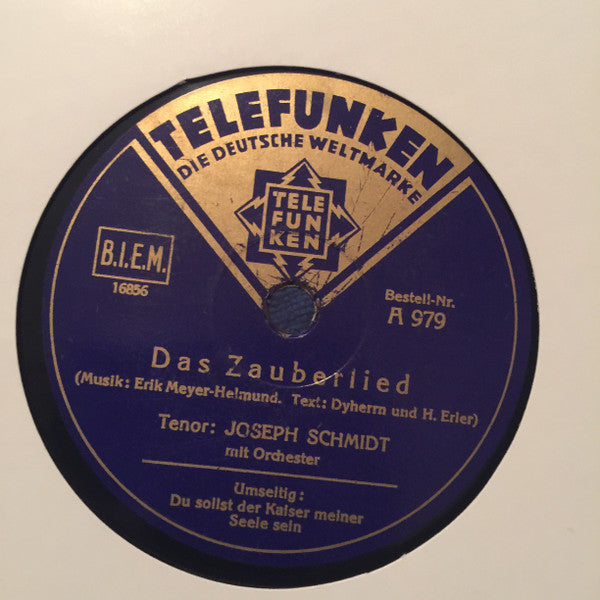 TELEFUNKEN
DIE DEUTSCHE WELTMARKE
TELE
FUN
KEN
B.I.E.M.
16856
Bestell-Nr.
A 979
Das Zauberlied
(Musik: Erik Meyer-Helmund. Text: Dyherrn und H. Erler)
Tenor: JOSEPH SCHMIDT
mit Orchester
Umseitig:
Du sollst der Kaiser meiner
Seele sein